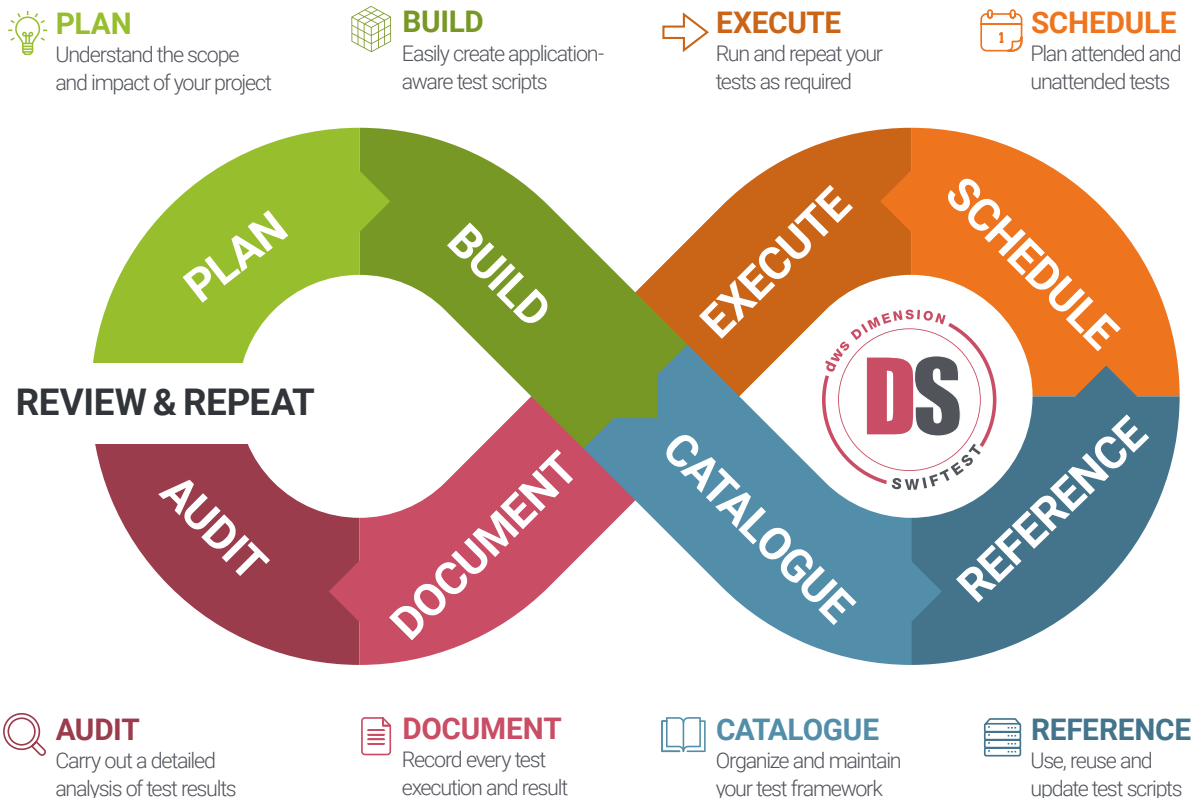 PLAN
Understand the scope
and impact of your project
BUILD
Easily create application-
aware test scripts
EXECUTE
Run and repeat your
tests as required
SCHEDULE
1
Plan attended and
unattended tests
PLAN
BUILD
EXECUTE
SCHEDULE
dws DIMENSION
DS
SWIFTEST
REVIEW & REPEAT
AUDIT
DOCUMENT
CATALOGUE
REFERENCE
AUDIT
Carry out a detailed
analysis of test results
DOCUMENT
Record every test
execution and result
CATALOGUE
Organize and maintain
your test framework
REFERENCE
Use, reuse and
update test scripts